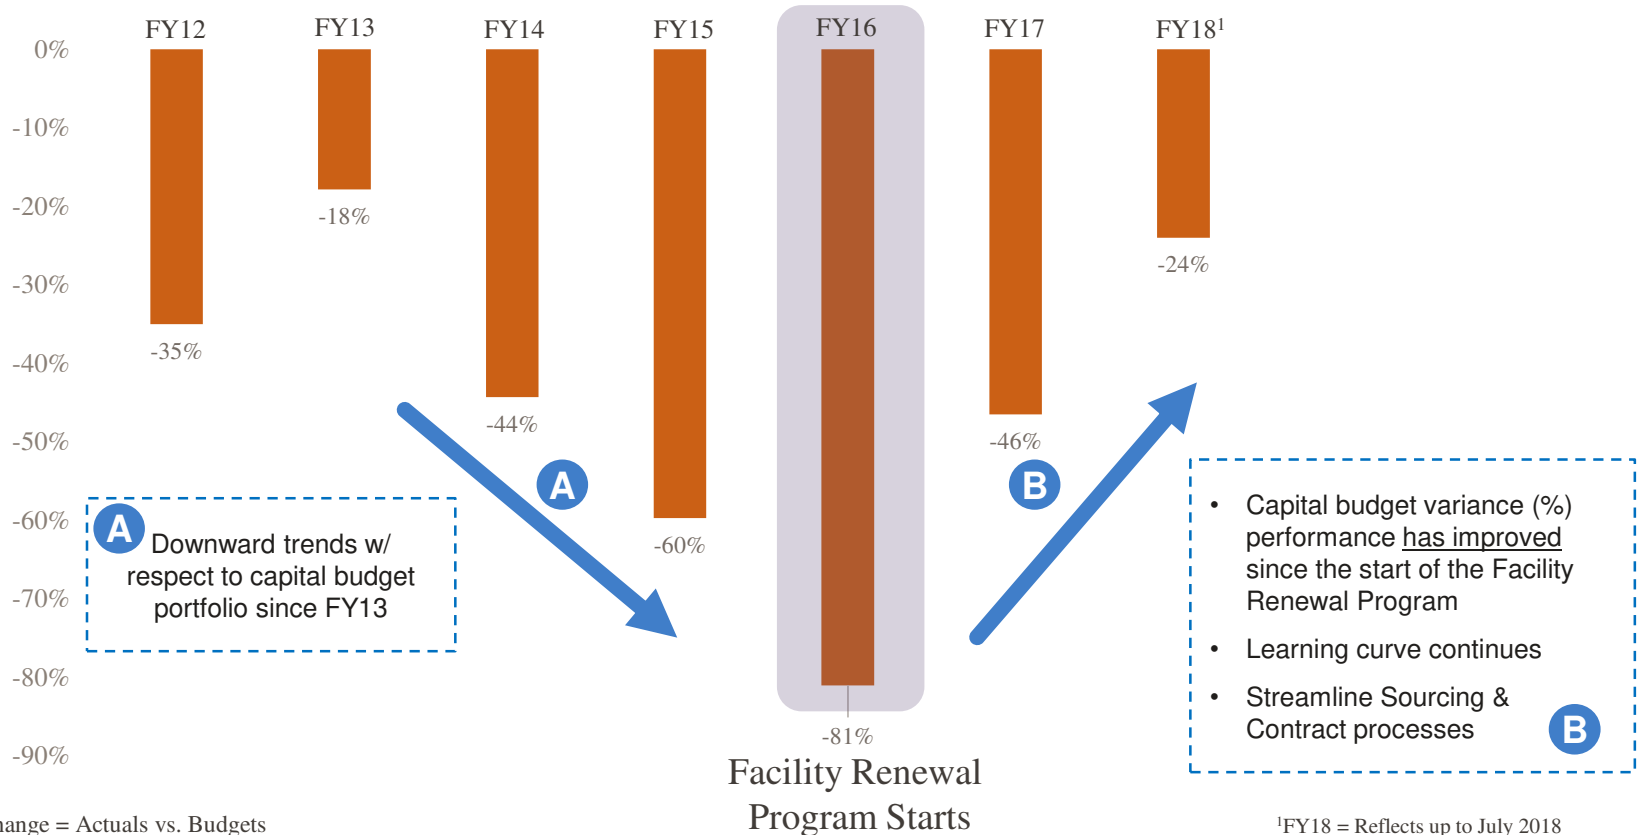 FY12 FY13 FY14 FY15 FY16 FY17 FY18¹
0%
-10%
-20%
-30%
-40%
-50%
-60%
-70%
-80%
-90%
-35%
-18%
-44%
-60%
-81%
-46%
-24%
A
B
A
Downward trends w/
respect to capital budget
portfolio since FY13
• Capital budget variance (%)
performance has improved
since the start of the Facility
Renewal Program
• Learning curve continues
• Streamline Sourcing &
Contract processes
B
Facility Renewal
Program Starts
= Actuals vs. Budgets
¹FY18 = Reflects up to July 2018